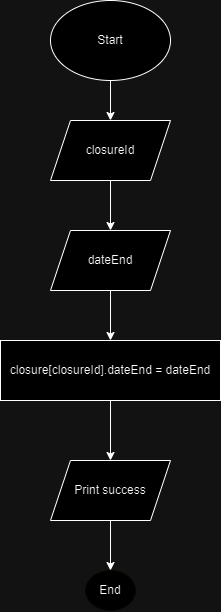 Start
closureId
dateEnd
closure[closureId].dateEnd = dateEnd
Print success
End